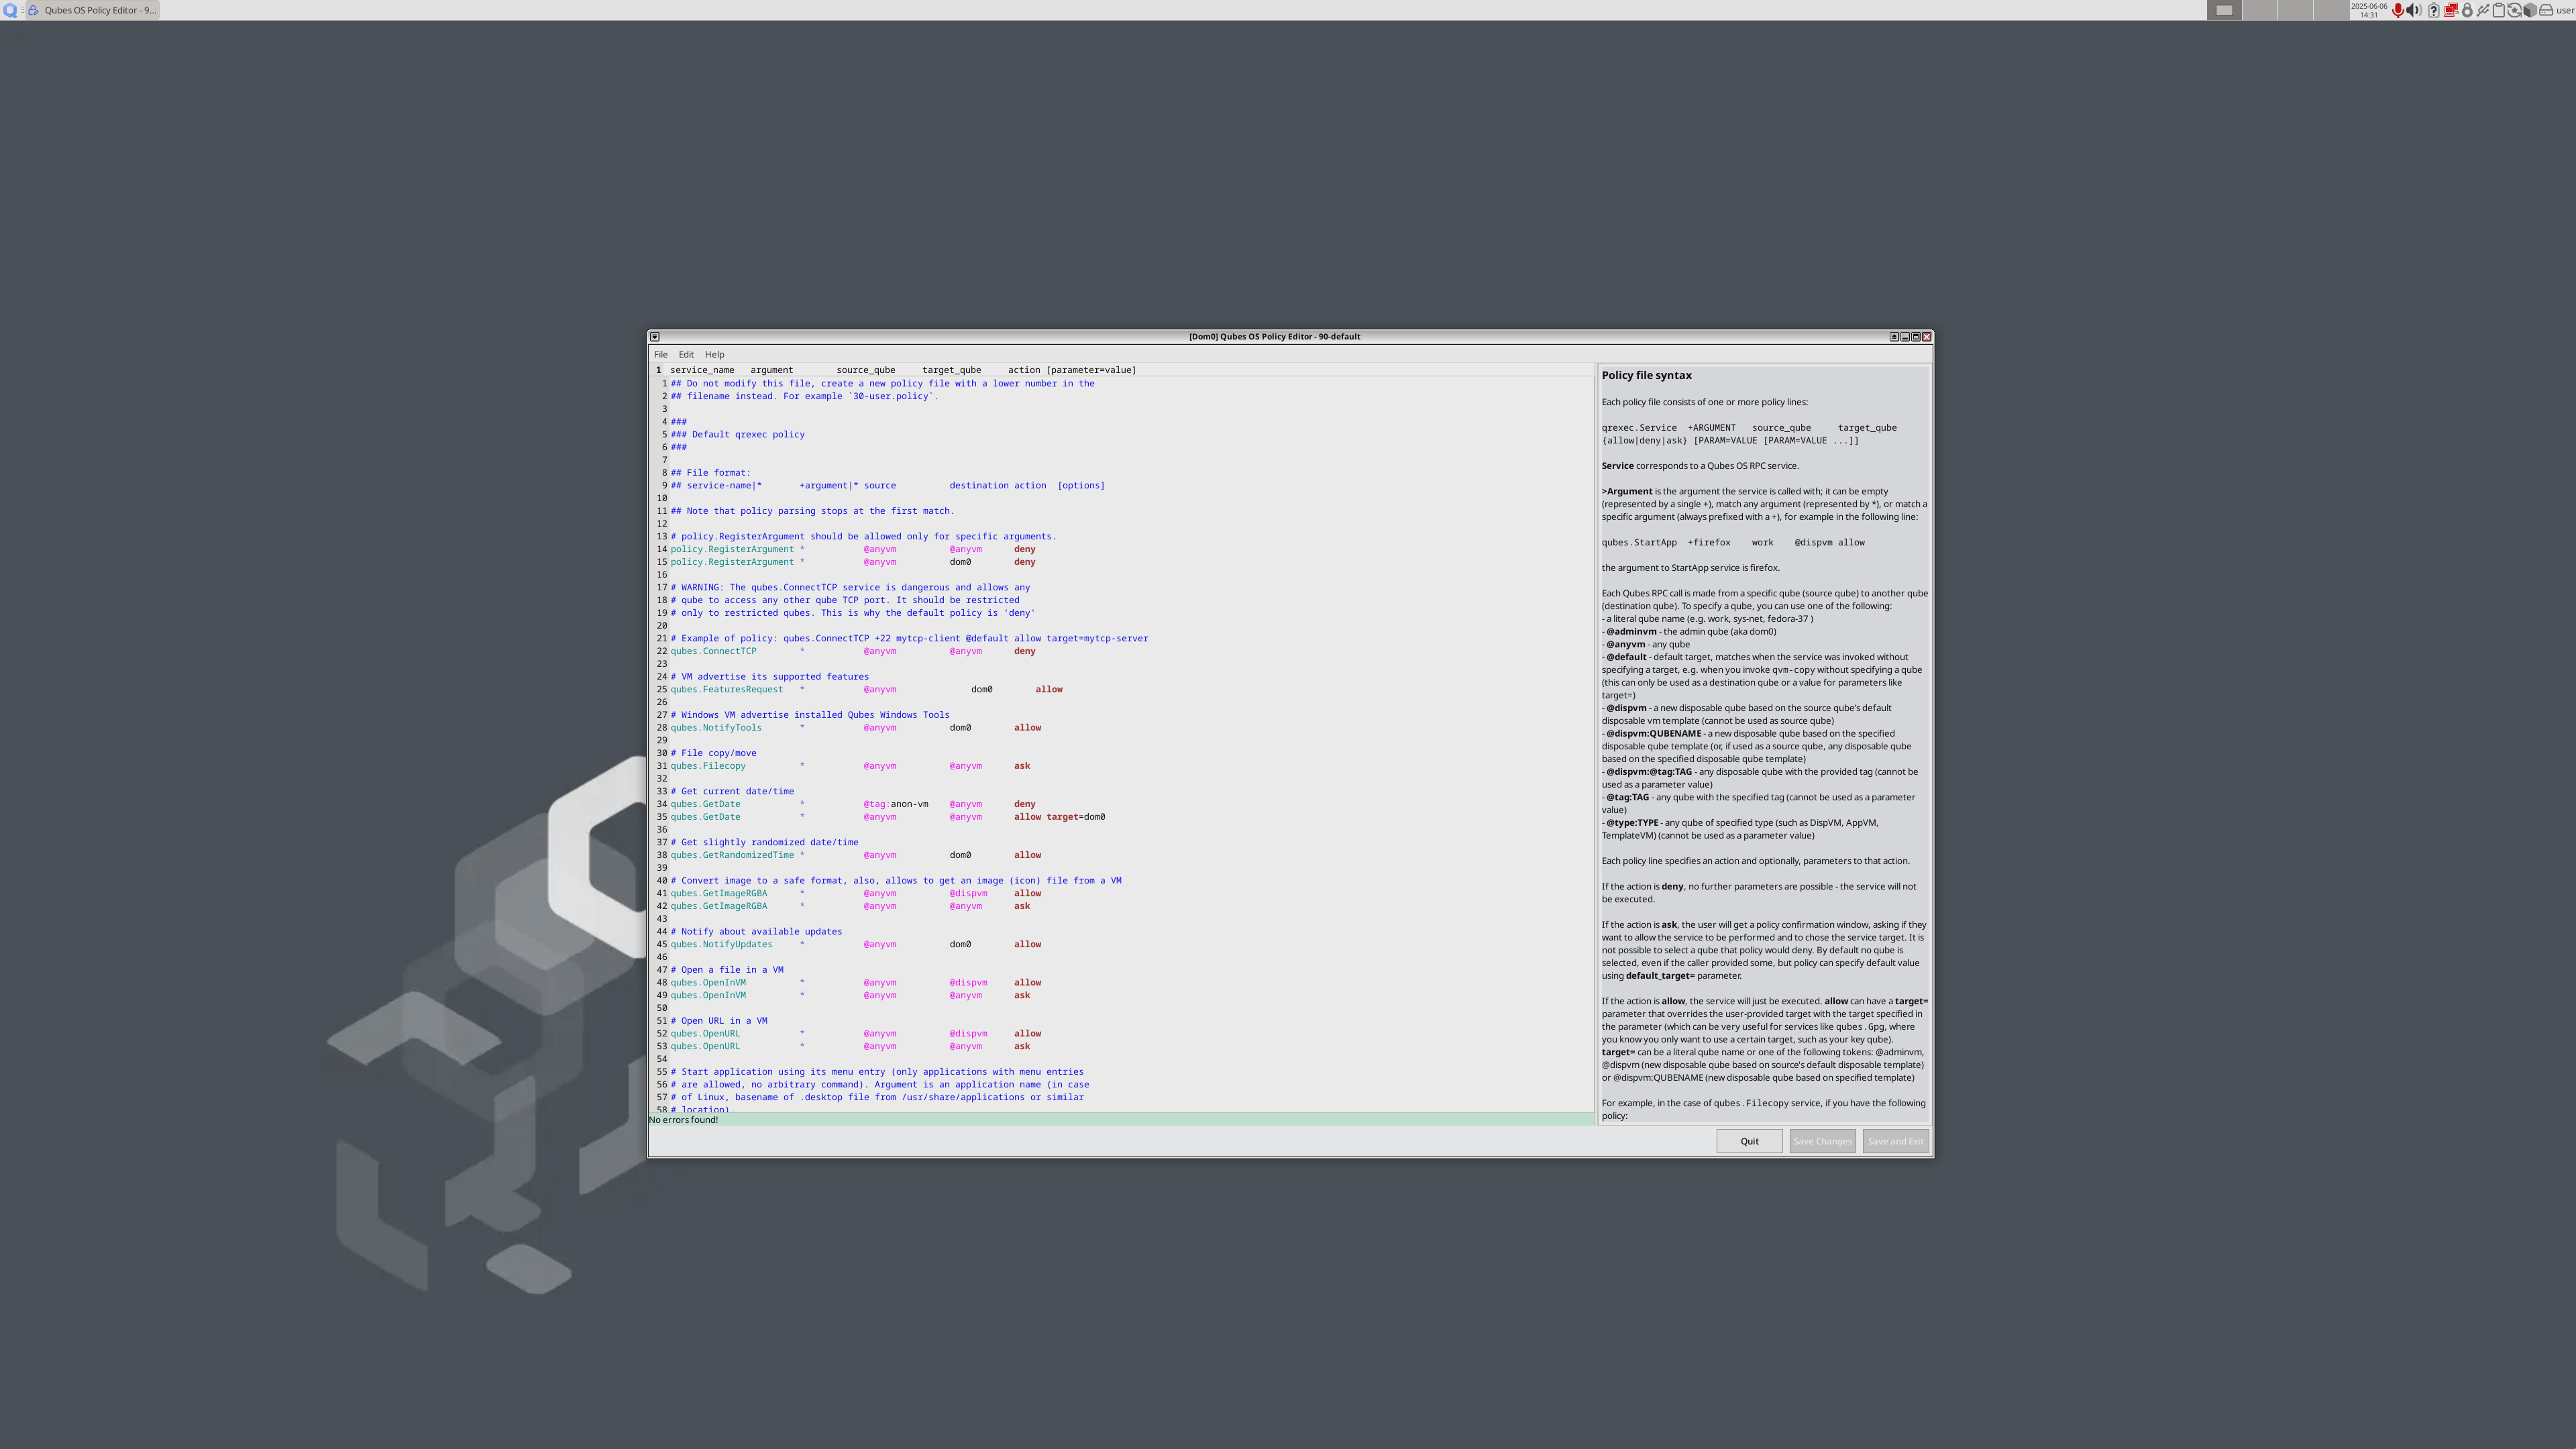 Qubes OS Policy Editor - 9...
2025-06-06
14:31
user
[Dom0] Qubes OS Policy Editor - 90-default
File Edit Help
1 service_name argument source_qube target_qube action [parameter=value]
1 ## Do not modify this file, create a new policy file with a lower number in the
2 ## filename instead. For example `30-user.policy`.
3
4 ###
5 ### Default qrexec policy
6 ###
7
8 ## File format:
9 ## service-name|* +argument|* source destination action [options]
10
11 ## Note that policy parsing stops at the first match.
12
13 # policy.RegisterArgument should be allowed only for specific arguments.
14 policy.RegisterArgument * @anyvm @anyvm deny
15 policy.RegisterArgument * @anyvm dom0 deny
16
17 # WARNING: The qubes.ConnectTCP service is dangerous and allows any
18 # qube to access any other qube TCP port. It should be restricted
19 # only to restricted qubes. This is why the default policy is 'deny'
20
21 # Example of policy: qubes.ConnectTCP +22 mytcp-client @default allow target=mytcp-server
22 qubes.ConnectTCP * @anyvm @anyvm deny
23
24 # VM advertise its supported features
25 qubes.FeaturesRequest * @anyvm dom0 allow
26
27 # Windows VM advertise installed Qubes Windows Tools
28 qubes.NotifyTools * @anyvm dom0 allow
29
30 # File copy/move
31 qubes.Filecopy * @anyvm @anyvm ask
32
33 # Get current date/time
34 qubes.GetDate * @tag:anon-vm @anyvm deny
35 qubes.GetDate * @anyvm @anyvm allow target=dom0
36
37 # Get slightly randomized date/time
38 qubes.GetRandomizedTime * @anyvm dom0 allow
39
40 # Convert image to a safe format, also, allows to get an image (icon) file from a VM
41 qubes.GetImageRGBA * @anyvm @dispvm allow
42 qubes.GetImageRGBA * @anyvm @anyvm ask
43
44 # Notify about available updates
45 qubes.NotifyUpdates * @anyvm dom0 allow
46
47 # Open a file in a VM
48 qubes.OpenInVM * @anyvm @dispvm allow
49 qubes.OpenInVM * @anyvm @anyvm ask
50
51 # Open URL in a VM
52 qubes.OpenURL * @anyvm @dispvm allow
53 qubes.OpenURL * @anyvm @anyvm ask
54
55 # Start application using its menu entry (only applications with menu entries
56 # are allowed, no arbitrary command). Argument is an application name (in case
57 # of Linux, basename of .desktop file from /usr/share/applications or similar
58 # location).
No errors found!
Policy file syntax
Each policy file consists of one or more policy lines:
qrexec.Service +ARGUMENT source_qube target_qube
{allow|deny|ask} [PARAM=VALUE [PARAM=VALUE ...]]
Service corresponds to a Qubes OS RPC service.
>Argument is the argument the service is called with; it can be empty
(represented by a single +), match any argument (represented by *), or match a
specific argument (always prefixed with a +), for example in the following line:
qubes.StartApp +firefox work @dispvm allow
the argument to StartApp service is firefox.
Each Qubes RPC call is made from a specific qube (source qube) to another qube
(destination qube). To specify a qube, you can use one of the following:
- a literal qube name (e.g. work, sys-net, fedora-37 )
- @adminvm - the admin qube (aka dom0)
- @anyvm - any qube
- @default - default target, matches when the service was invoked without
specifying a target, e.g. when you invoke qvm-copy without specifying a qube
(this can only be used as a destination qube or a value for parameters like
target=)
- @dispvm - a new disposable qube based on the source qube's default
disposable vm template (cannot be used as source qube)
- @dispvm:QUBENAME - a new disposable qube based on the specified
disposable qube template (or, if used as a source qube, any disposable qube
based on the specified disposable qube template)
- @dispvm:@tag:TAG - any disposable qube with the provided tag (cannot be
used as a parameter value)
- @tag:TAG - any qube with the specified tag (cannot be used as a parameter
value)
- @type:TYPE - any qube of specified type (such as DispVM, AppVM,
TemplateVM) (cannot be used as a parameter value)
Each policy line specifies an action and optionally, parameters to that action.
If the action is deny, no further parameters are possible - the service will not
be executed.
If the action is ask, the user will get a policy confirmation window, asking if they
want to allow the service to be performed and to chose the service target. It is
not possible to select a qube that policy would deny. By default no qube is
selected, even if the caller provided some, but policy can specify default value
using default_target= parameter.
If the action is allow, the service will just be executed. allow can have a target=
parameter that overrides the user-provided target with the target specified in
the parameter (which can be very useful for services like qubes.Gpg, where
you know you only want to use a certain target, such as your key qube).
target= can be a literal qube name or one of the following tokens: @adminvm,
@dispvm (new disposable qube based on source's default disposable template)
or @dispvm:QUBENAME (new disposable qube based on specified template)
For example, in the case of qubes.Filecopy service, if you have the following
policy:
Quit Save Changes Save and Exit